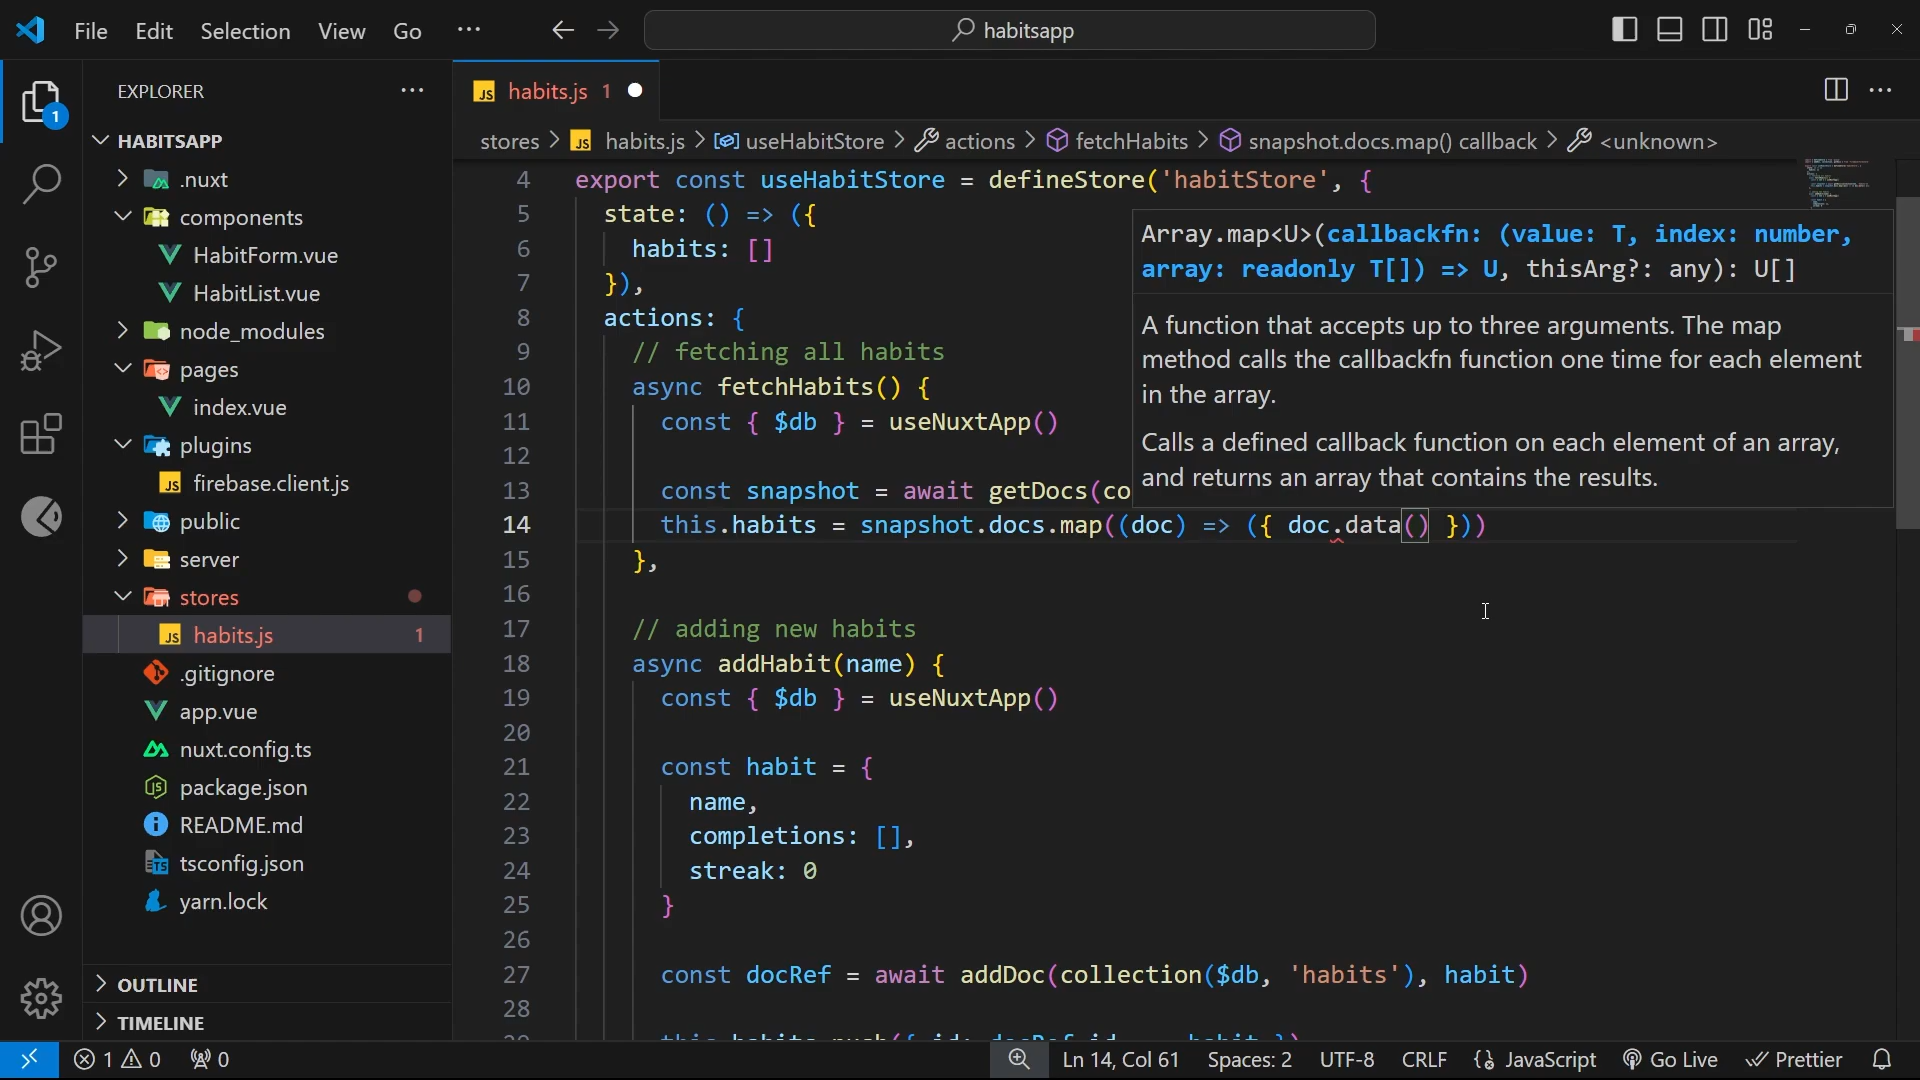 File Edit Selection View Go ··· habitsapp
EXPLORER ···
HABITSAPP
.nuxt
components
HabitForm.vue
HabitList.vue
node_modules
pages
index.vue
plugins
firebase.client.js
public
server
stores
habits.js 1
.gitignore
app.vue
nuxt.config.ts
package.json
README.md
tsconfig.json
yarn.lock
OUTLINE
TIMELINE
1
JS habits.js 1
stores > JS habits.js > useHabitStore > actions > fetchHabits > snapshot.docs.map() callback > <unknown>
4 export const useHabitStore = defineStore('habitStore', {
5 state: () => ({
6 habits: []
7 }),
8 actions: {
9 // fetching all habits
10 async fetchHabits() {
11 const { $db } = useNuxtApp()
12
13 const snapshot = await getDocs(co
14 this.habits = snapshot.docs.map((doc) => ({ doc.data() }))
15 },
16
17 // adding new habits
18 async addHabit(name) {
19 const { $db } = useNuxtApp()
20
21 const habit = {
22 name,
23 completions: [],
24 streak: 0
25 }
26
27 const docRef = await addDoc(collection($db, 'habits'), habit)
28
Array.map<U>(callbackfn: (value: T, index: number,
array: readonly T[]) => U, thisArg?: any): U[]
A function that accepts up to three arguments. The map
method calls the callbackfn function one time for each element
in the array.
Calls a defined callback function on each element of an array,
and returns an array that contains the results.
1 0 0 Ln 14, Col 61 Spaces: 2 UTF-8 CRLF JavaScript Go Live Prettier